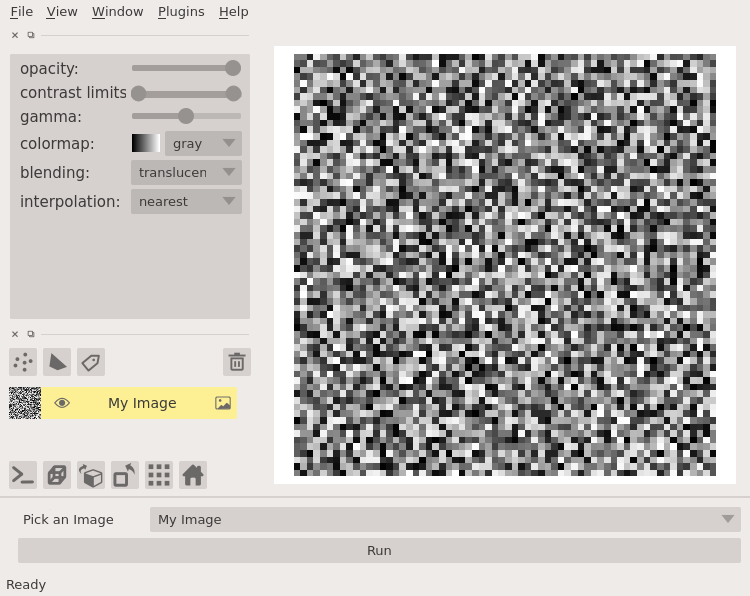 File View Window Plugins Help
opacity:
contrast limits
gamma:
colormap: gray
blending: translucen
interpolation: nearest
My Image
Pick an Image My Image
Run
Ready